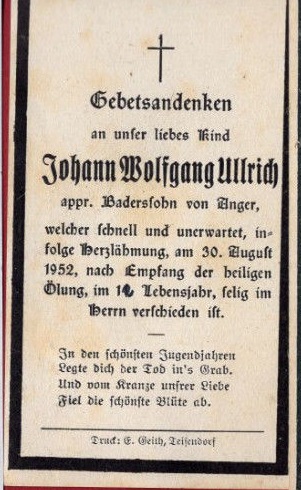 Gebetsandenken
an unser liebes Kind
Johann Wolfgang Ullrich
appr. Baderssohn von Anger,
welcher schnell und unerwartet, in-
folge Herzlähmung, am 30. August
1952, nach Empfang der heiligen
Ölung, im 12. Lebensjahr, selig im
Herrn verschieden ist.
In den schönsten Jugendjahren
Legte dich der Tod in's Grab.
Und vom Kranze unsrer Liebe
Fiel die schönste Blüte ab.
Druck: E. Geith, Teisendorf